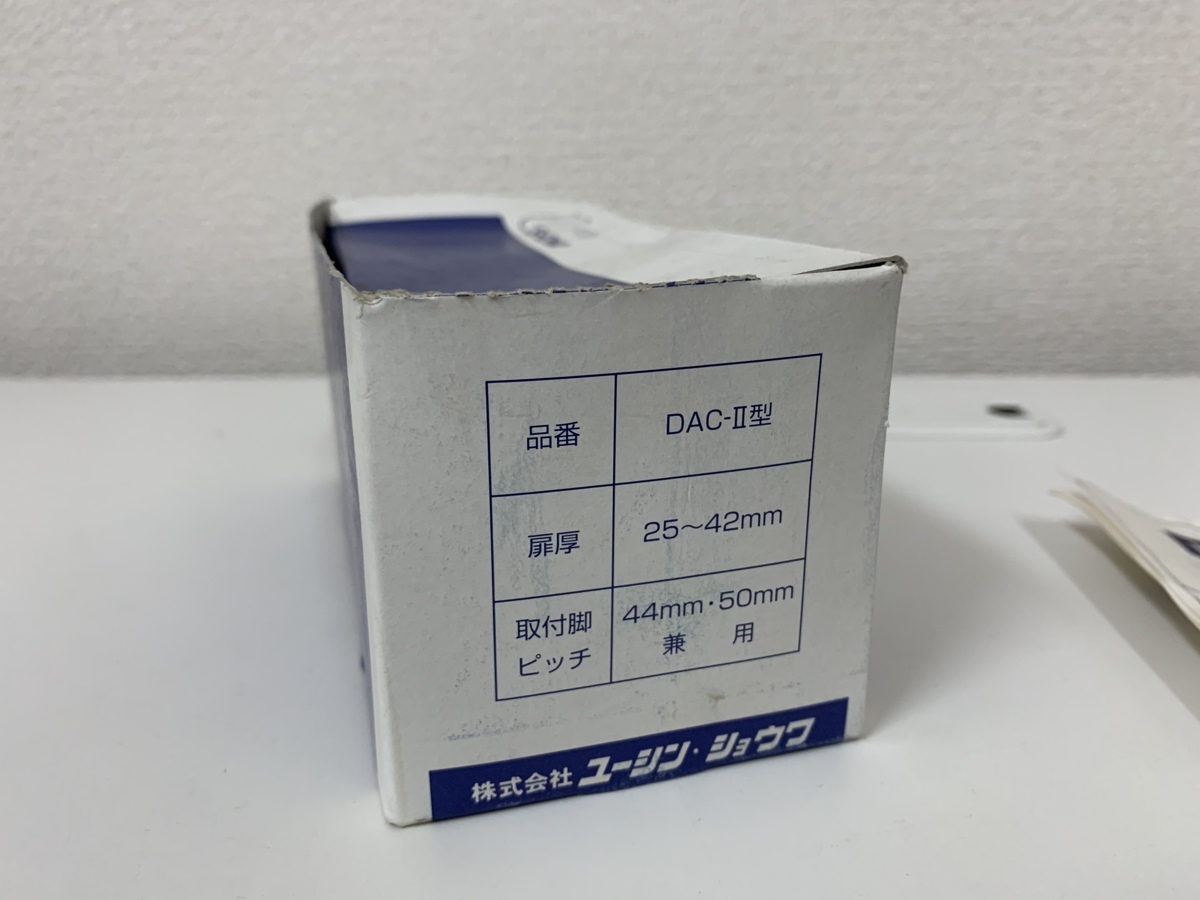 品番 DAC-Ⅱ型
扉厚 25～42mm
取付脚 44mm・50mm
ピッチ 兼 用
株式会社 ユーシン・ショウワ